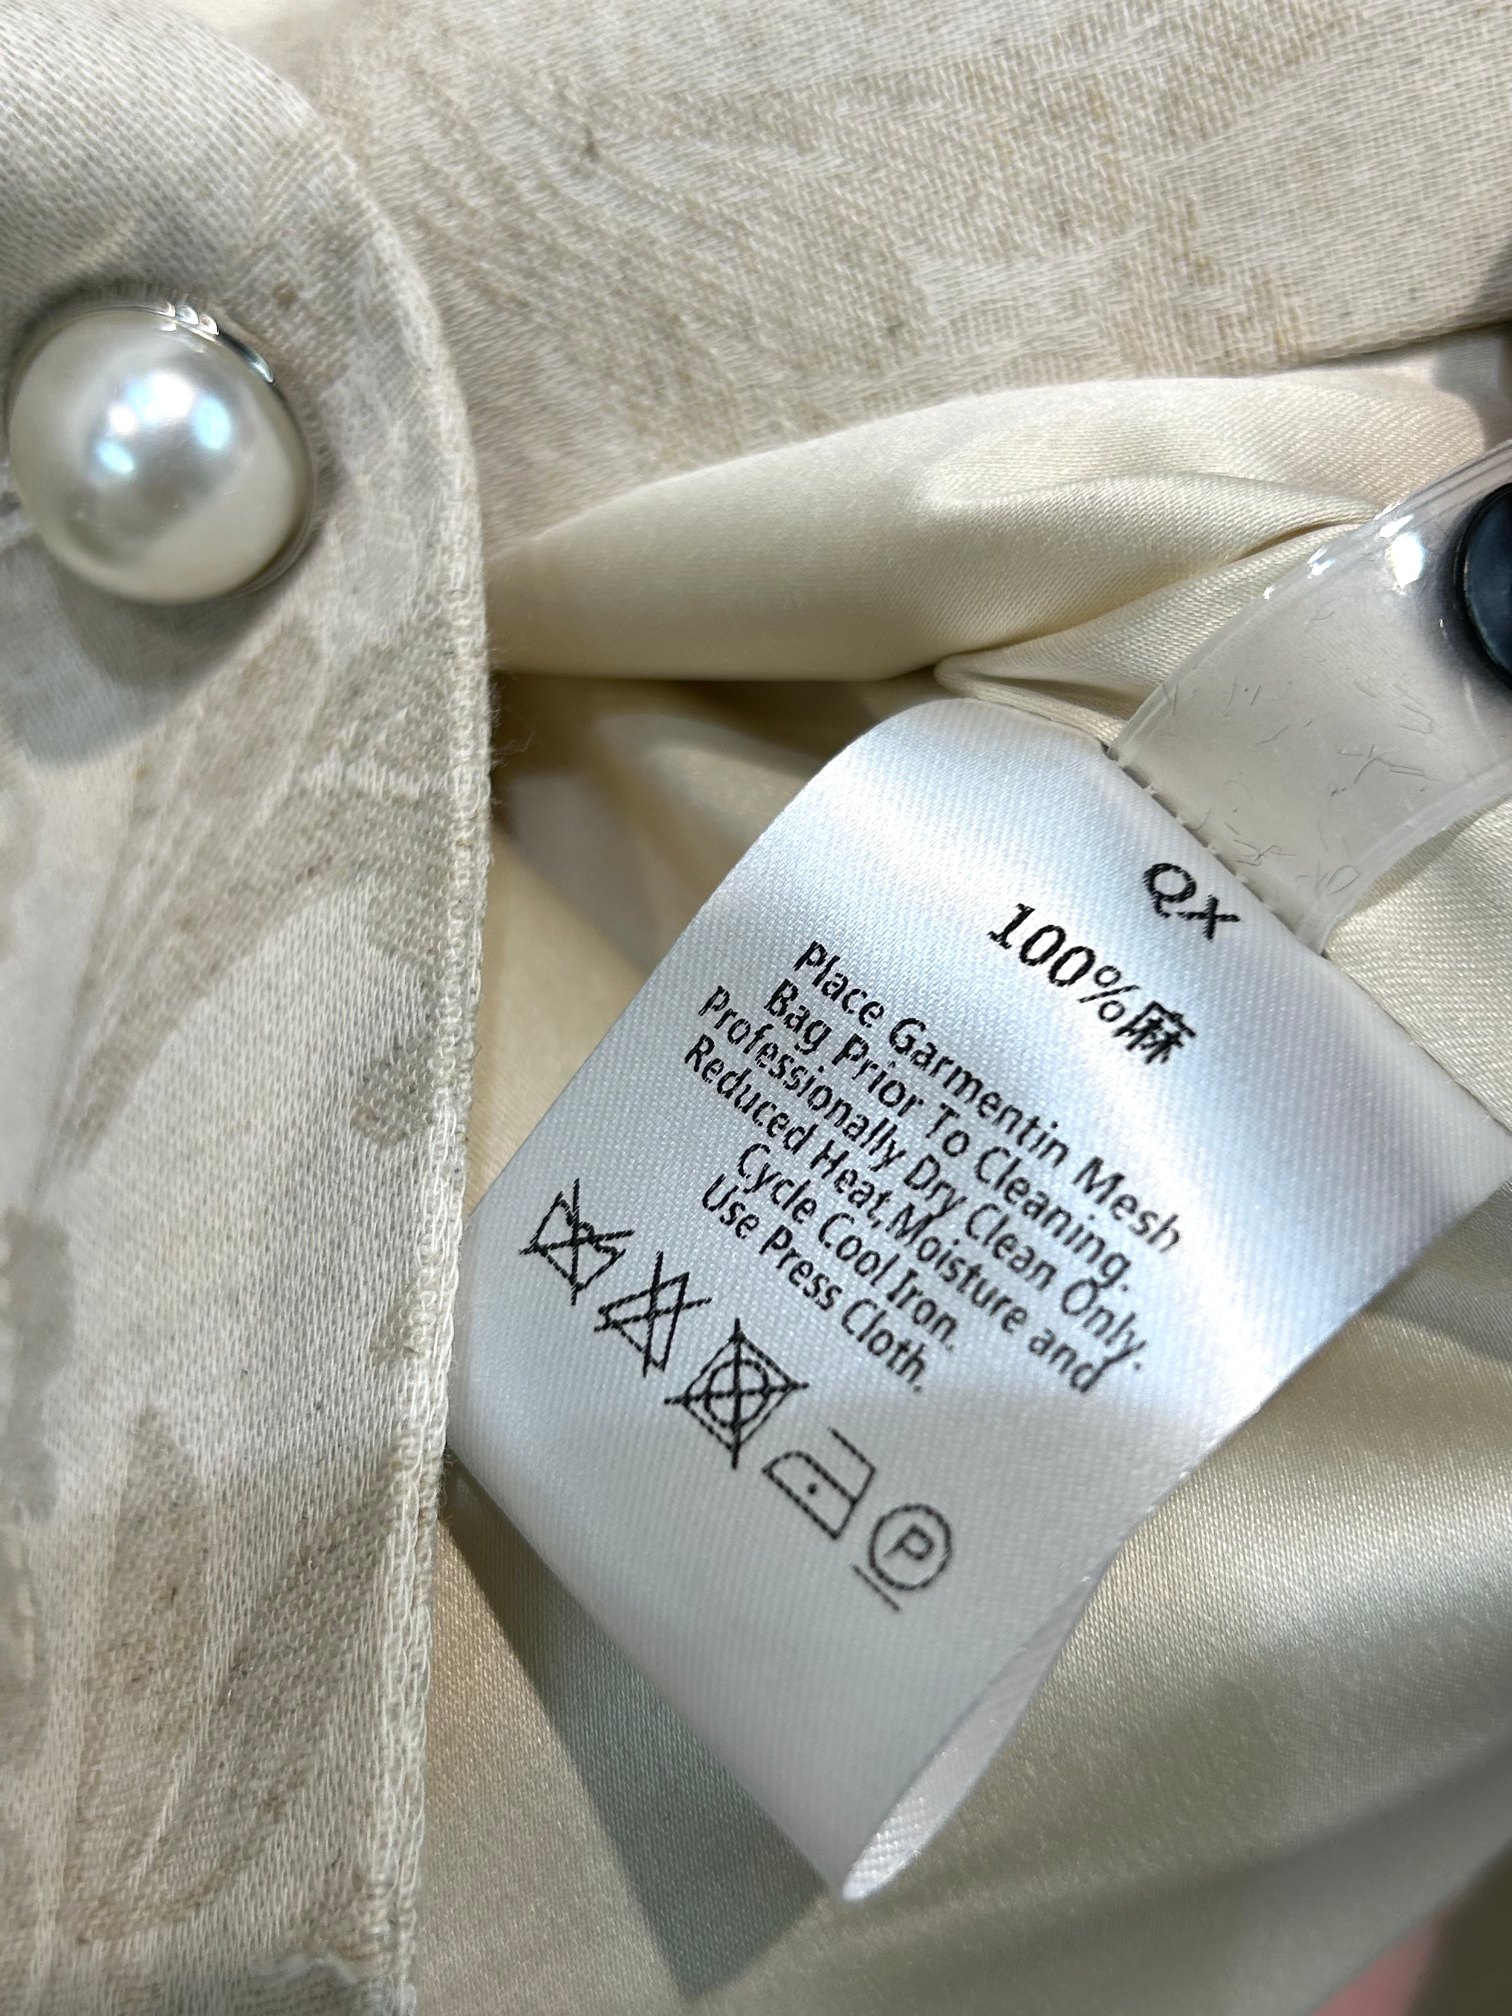 QX
100%麻
Place Garmentin Mesh
Bag Prior To Cleaning.
Professionally Dry Clean Only.
Reduced Heat,Moisture and
Cycle Cool Iron.
Use Press Cloth.
P